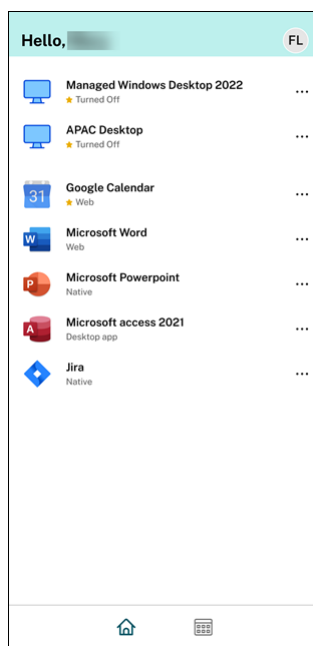 Hello,
FL
Managed Windows Desktop 2022
Turned Off
APAC Desktop
Turned Off
31
Google Calendar
Web
W
Microsoft Word
Web
P
Microsoft Powerpoint
Native
A
Microsoft access 2021
Desktop app
Jira
Native